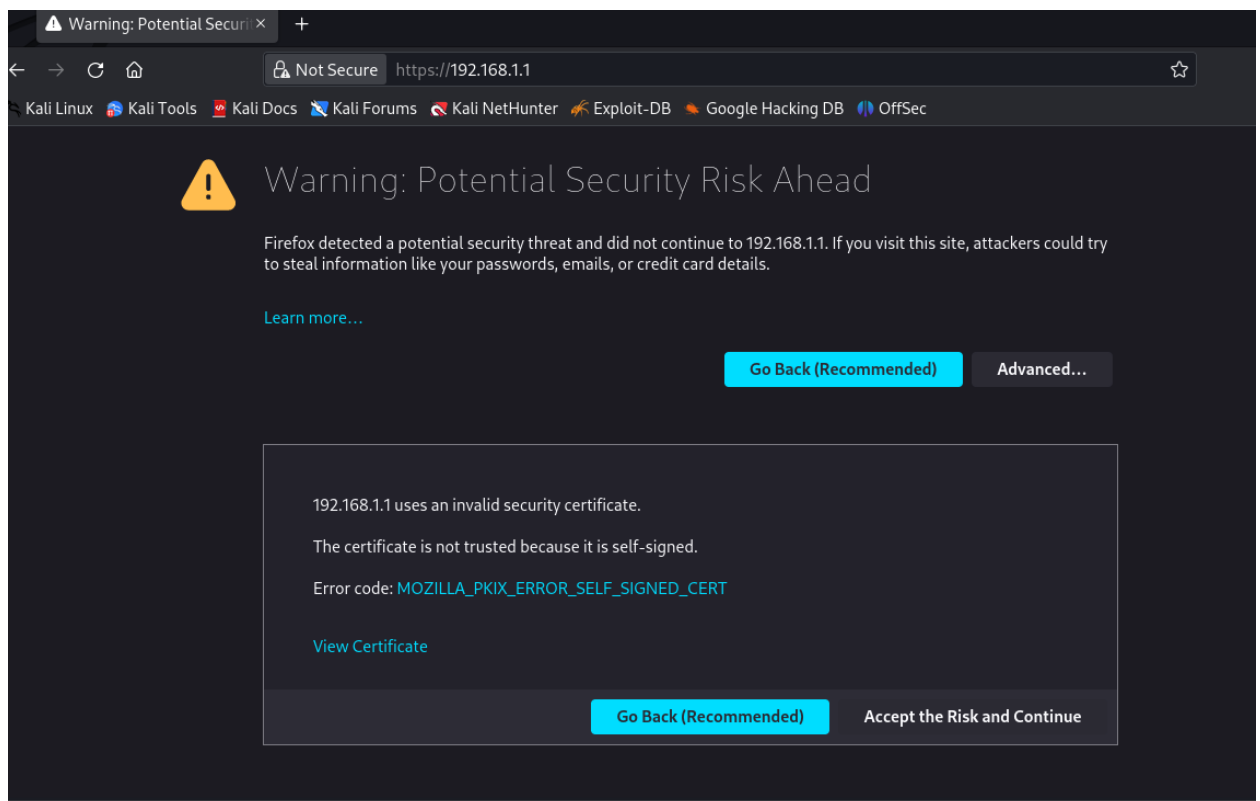 Warning: Potential Securit
Not Secure https://192.168.1.1
Kali Linux Kali Tools Kali Docs Kali Forums Kali NetHunter Exploit-DB Google Hacking DB OffSec
Warning: Potential Security Risk Ahead
Firefox detected a potential security threat and did not continue to 192.168.1.1. If you visit this site, attackers could try
to steal information like your passwords, emails, or credit card details.
Learn more…
Go Back (Recommended) Advanced…
192.168.1.1 uses an invalid security certificate.
The certificate is not trusted because it is self-signed.
Error code: MOZILLA_PKIX_ERROR_SELF_SIGNED_CERT
View Certificate
Go Back (Recommended) Accept the Risk and Continue